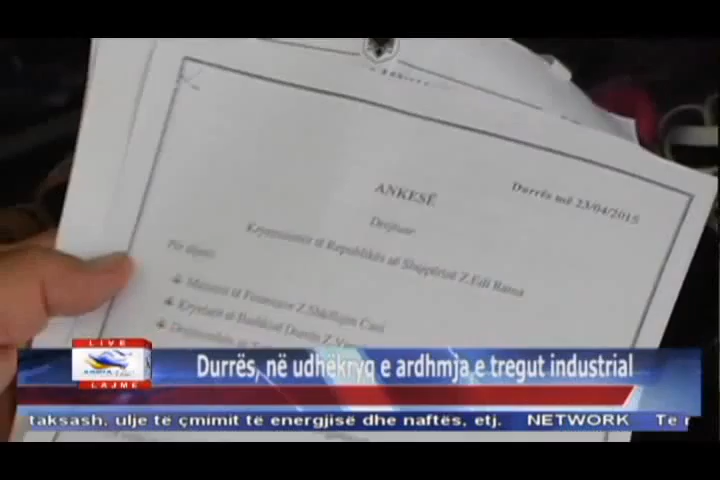 Durrës më 23/04/2015
ANKESË
Drejtuar:
Kryeministrit të Republikës së Shqipërisë Z.Edi Rama
Për dijeni:
Ministrit të Financave Z.Shkëlqim Cani
Kryetarit të Bashkisë Durrës Z.
LIVE
LAJME
Durrës, në udhëkryq e ardhmja e tregut industrial
taksash, ulje të çmimit të energjisë dhe naftës, etj. NETWORK Të